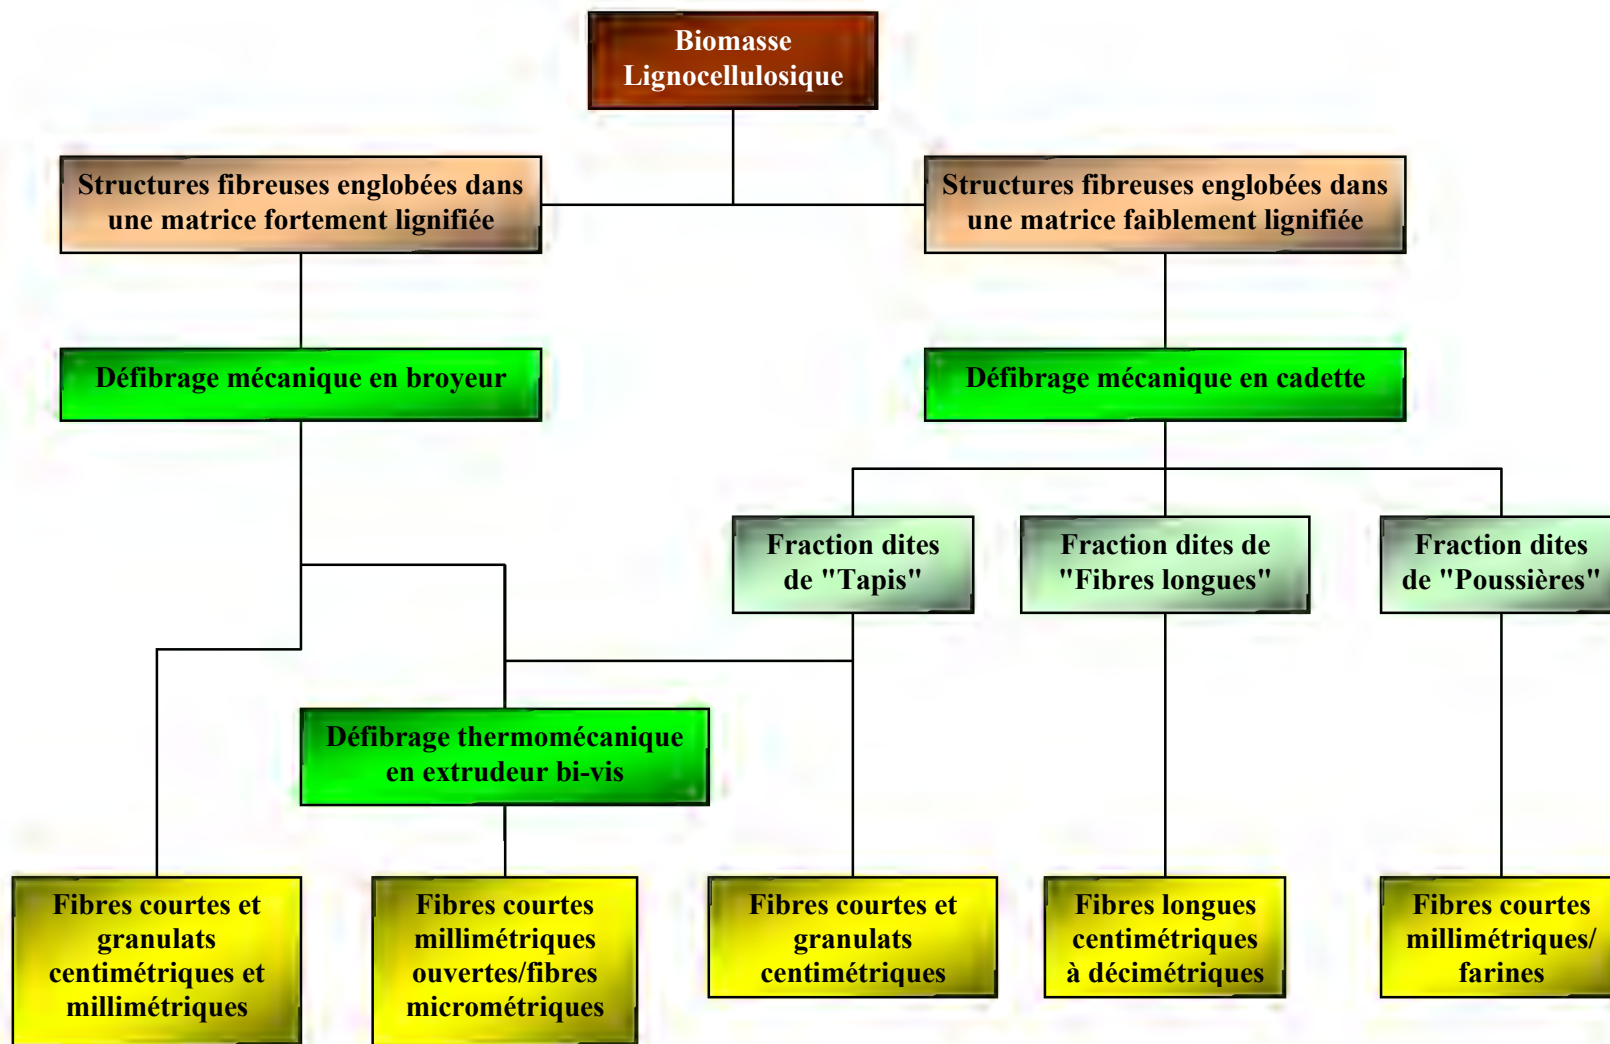 Biomasse
Lignocellulosique
Structures fibreuses englobées dans
une matrice fortement lignifiée
Structures fibreuses englobées dans
une matrice faiblement lignifiée
Défibrage mécanique en broyeur
Défibrage mécanique en cadette
Fraction dites
de "Tapis"
Fraction dites de
"Fibres longues"
Fraction dites
de "Poussières"
Défibrage thermomécanique
en extrudeur bi-vis
Fibres courtes et
granulats
centimétriques et
millimétriques
Fibres courtes
millimétriques
ouvertes/fibres
micrométriques
Fibres courtes et
granulats
centimétriques
Fibres longues
centimétriques
à décimétriques
Fibres courtes
millimétriques/
farines